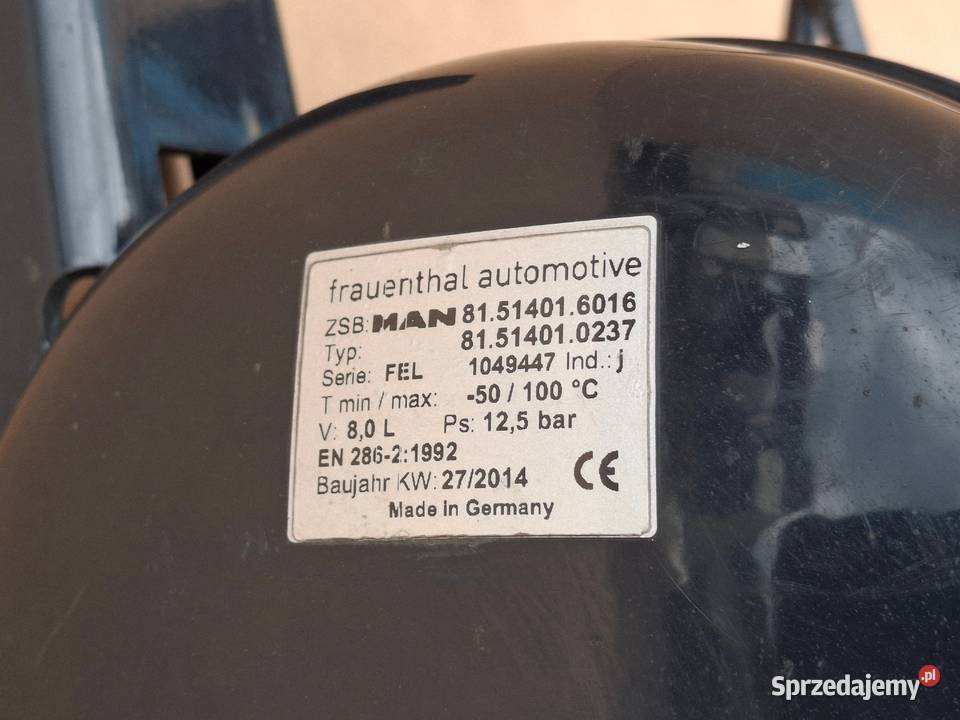 frauenthal automotive
ZSB: MAN 81.51401.6016
Typ: 81.51401.0237
Serie: FEL 1049447 Ind.: j
T min / max: -50 / 100 °C
V: 8,0 L Ps: 12,5 bar
EN 286-2:1992
Baujahr KW: 27/2014 CE
Made in Germany
Sprzedajemy.pl